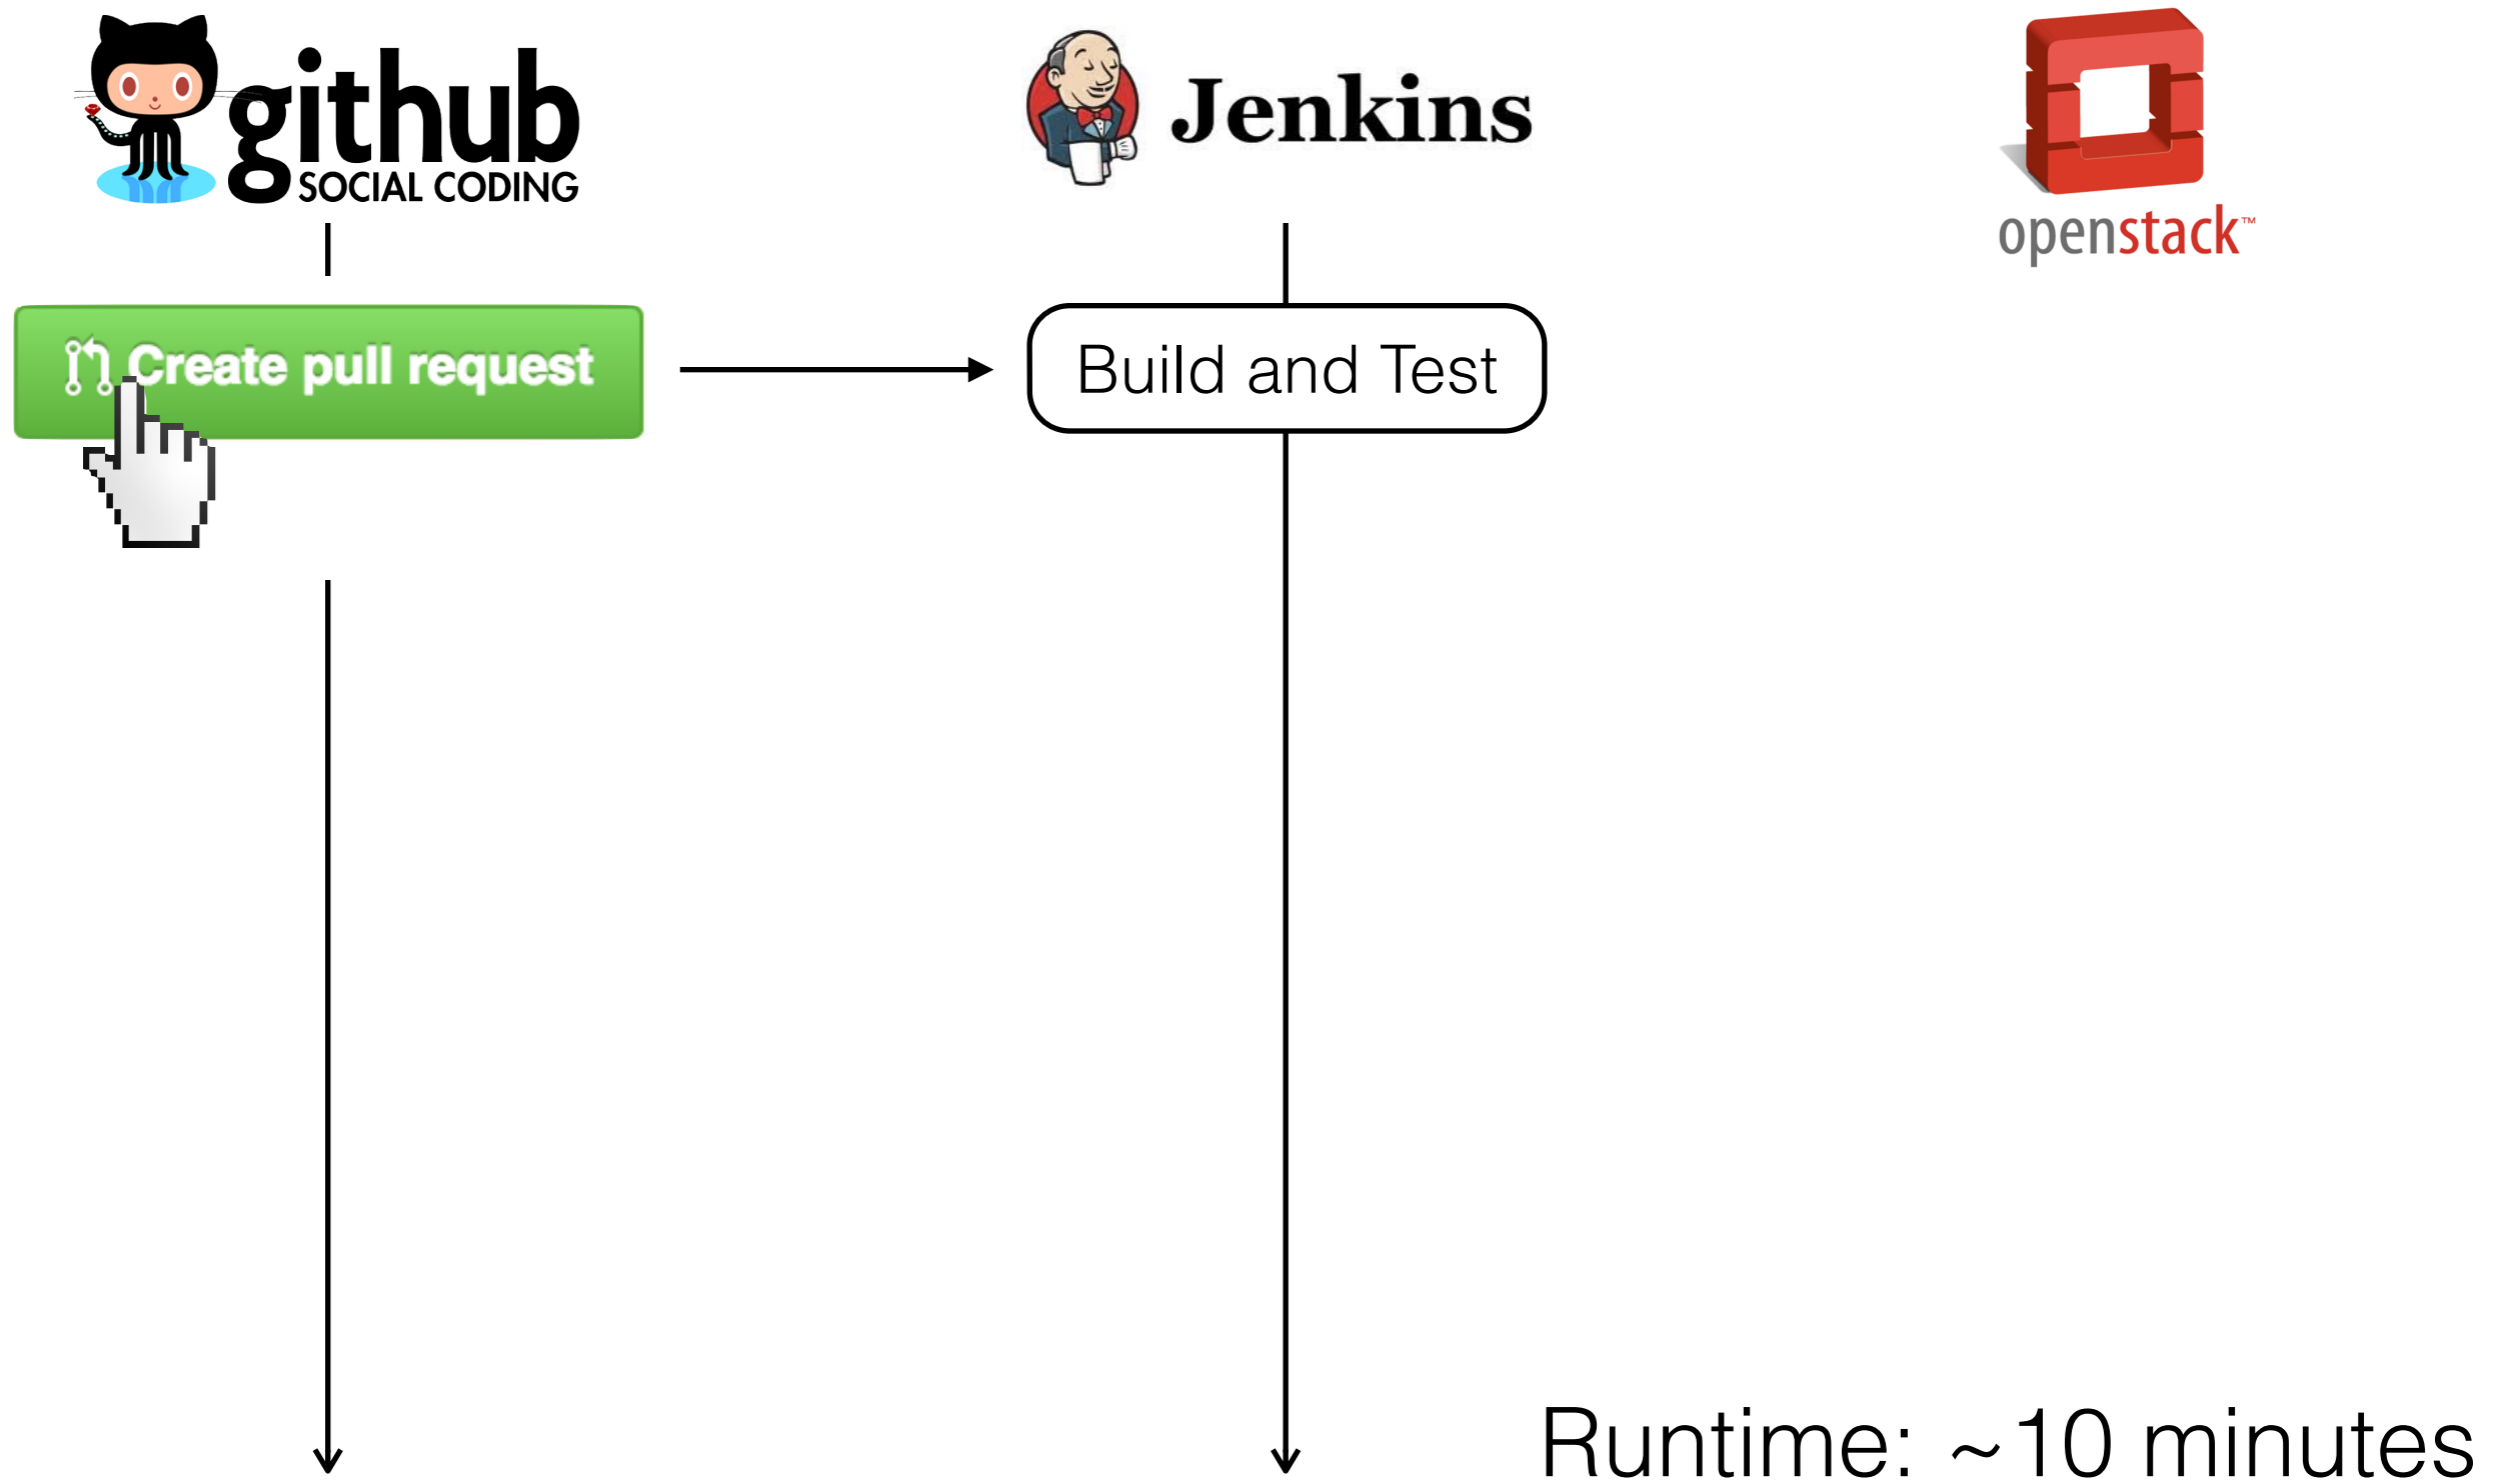 github
SOCIAL CODING
Jenkins
openstack™
Create pull request
Build and Test
Runtime: ~10 minutes